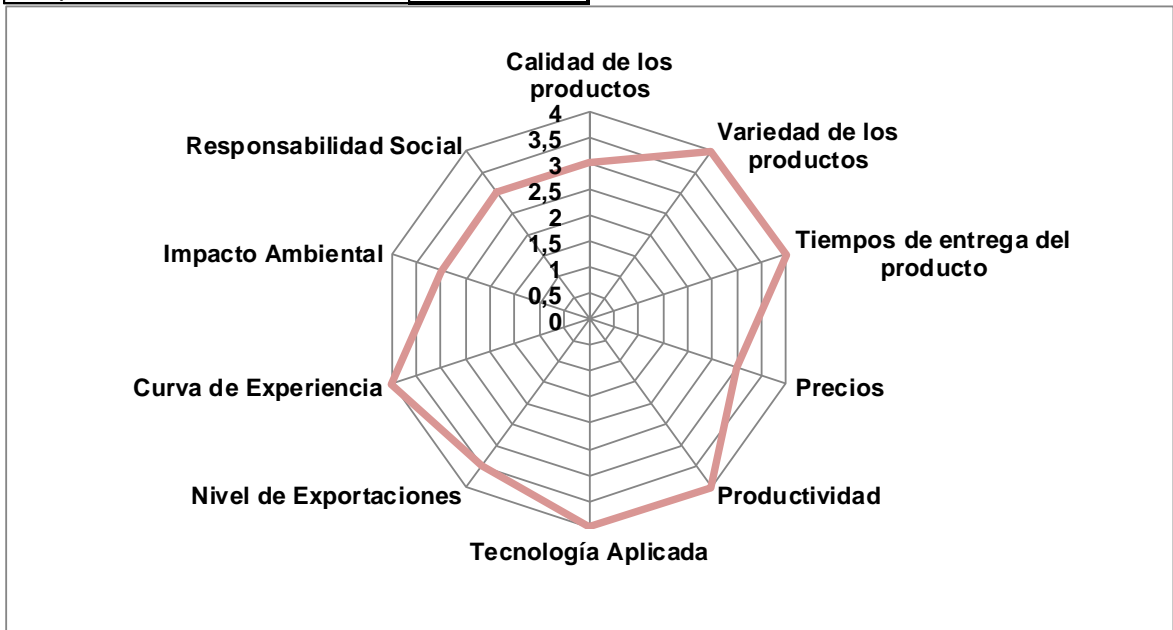 Calidad de los
productos
Variedad de los
productos
Tiempos de entrega del
producto
Precios
Productividad
Tecnología Aplicada
Nivel de Exportaciones
Curva de Experiencia
Impacto Ambiental
Responsabilidad Social
4
3,5
3
2,5
2
1,5
1
0,5
0